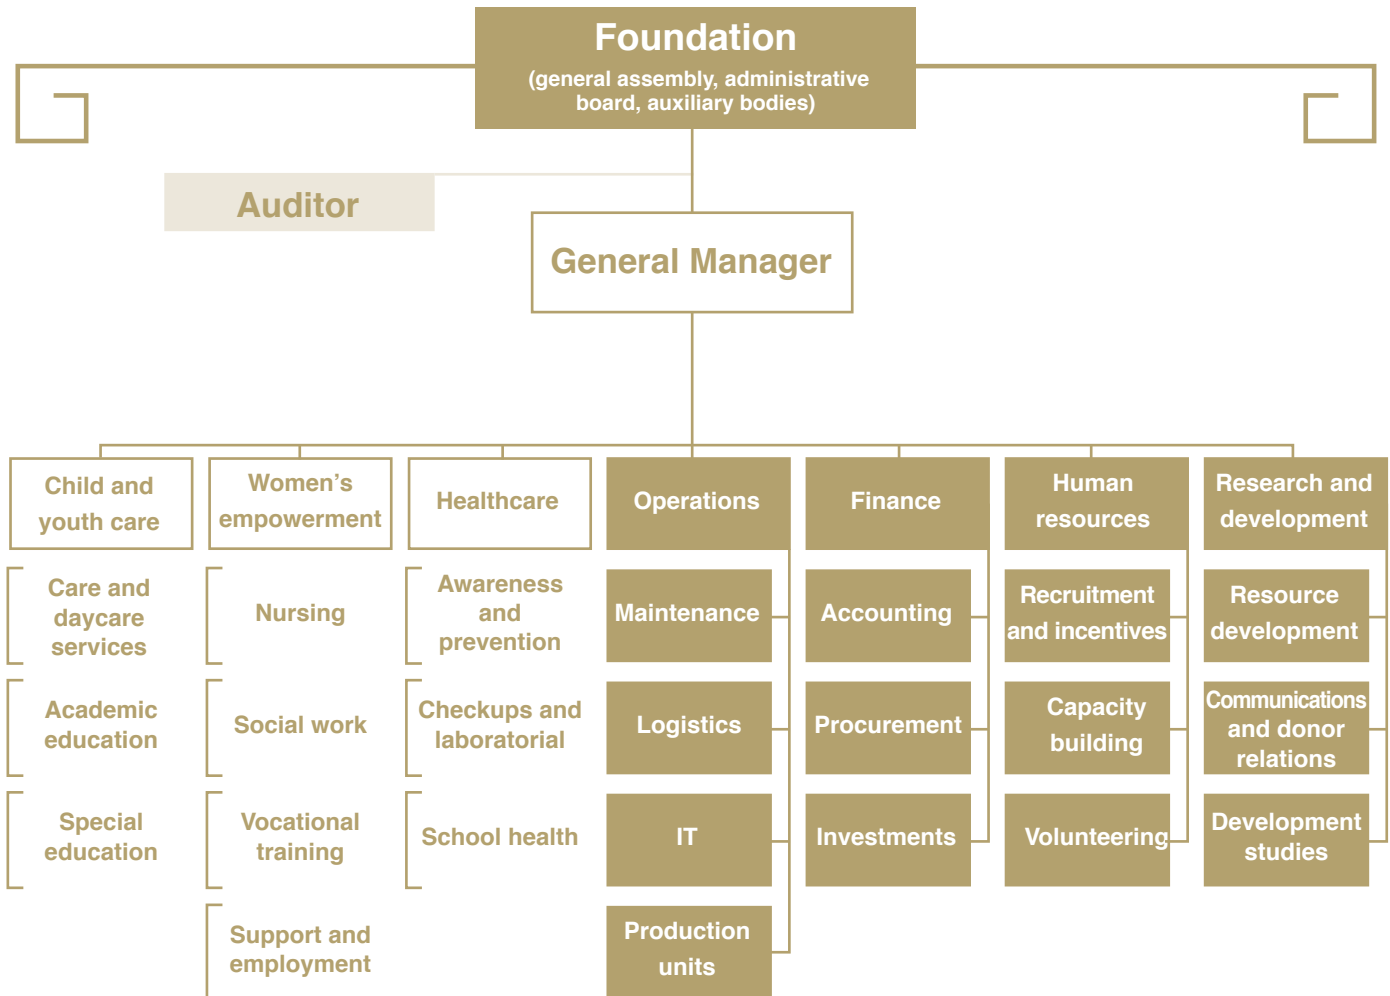 Foundation
(general assembly, administrative
board, auxiliary bodies)
Auditor
General Manager
Child and
youth care
Women’s
empowerment
Healthcare
Operations
Finance
Human
resources
Research and
development
Care and
daycare
services
Nursing
Awareness
and
prevention
Maintenance
Accounting
Recruitment
and incentives
Resource
development
Academic
education
Social work
Checkups and
laboratorial
Logistics
Procurement
Capacity
building
Communications
and donor
relations
Special
education
Vocational
training
School health
IT
Investments
Volunteering
Development
studies
Support and
employment
Production
units